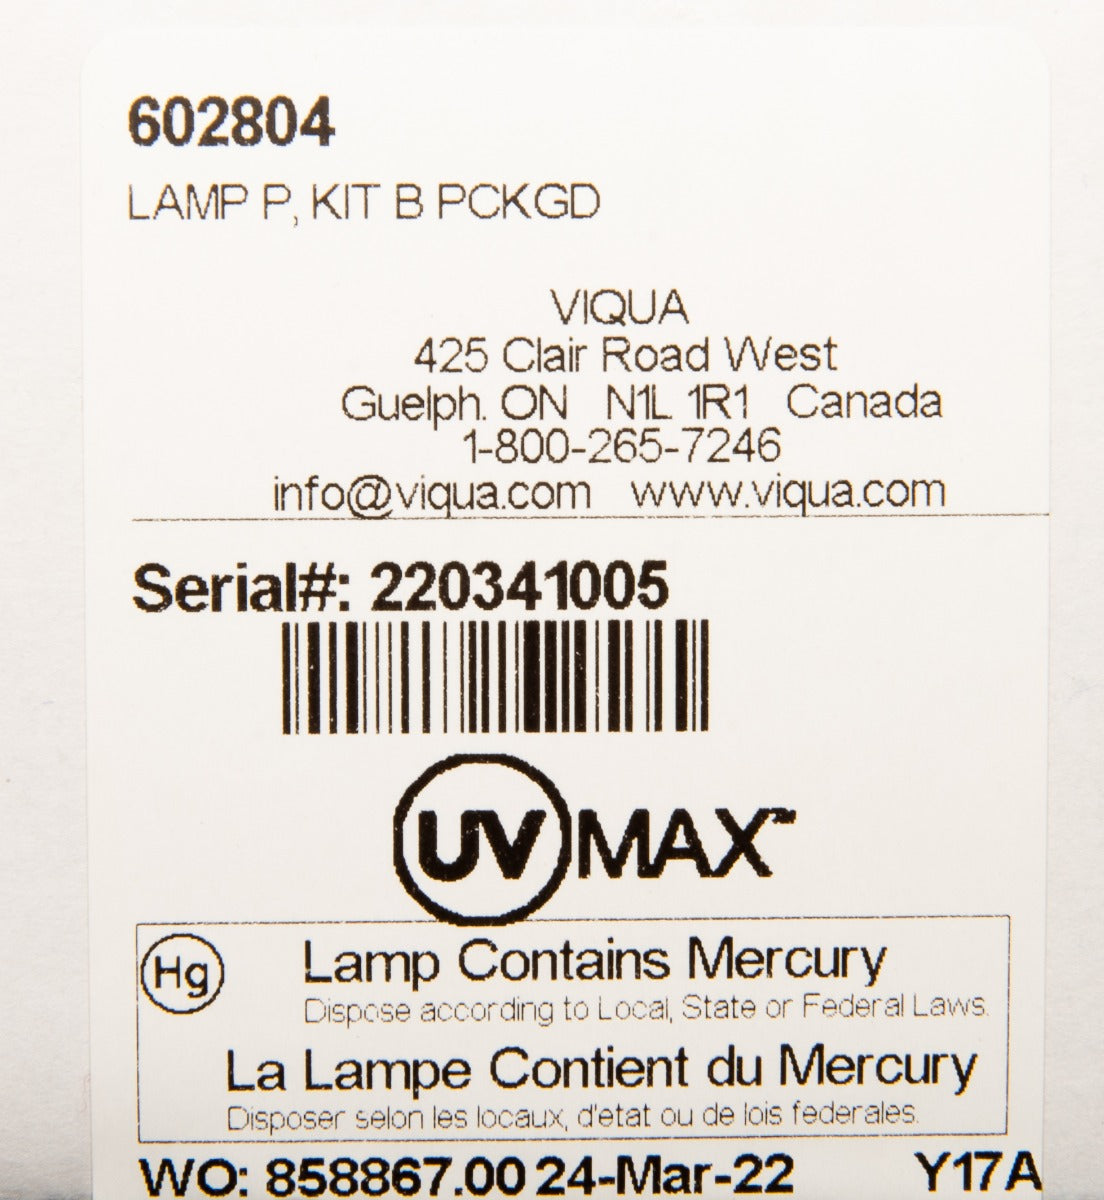 602804
LAMP P, KIT B PCKGD
VIQUA
425 Clair Road West
Guelph. ON N1L 1R1 Canada
1-800-265-7246
info@viqua.com www.viqua.com
Serial#: 220341005
UV MAX™
Hg
Lamp Contains Mercury
Dispose according to Local, State or Federal Laws.
La Lampe Contient du Mercury
Disposer selon les locaux, d'etat ou de lois federales.
WO: 858867.00 24-Mar-22 Y17A